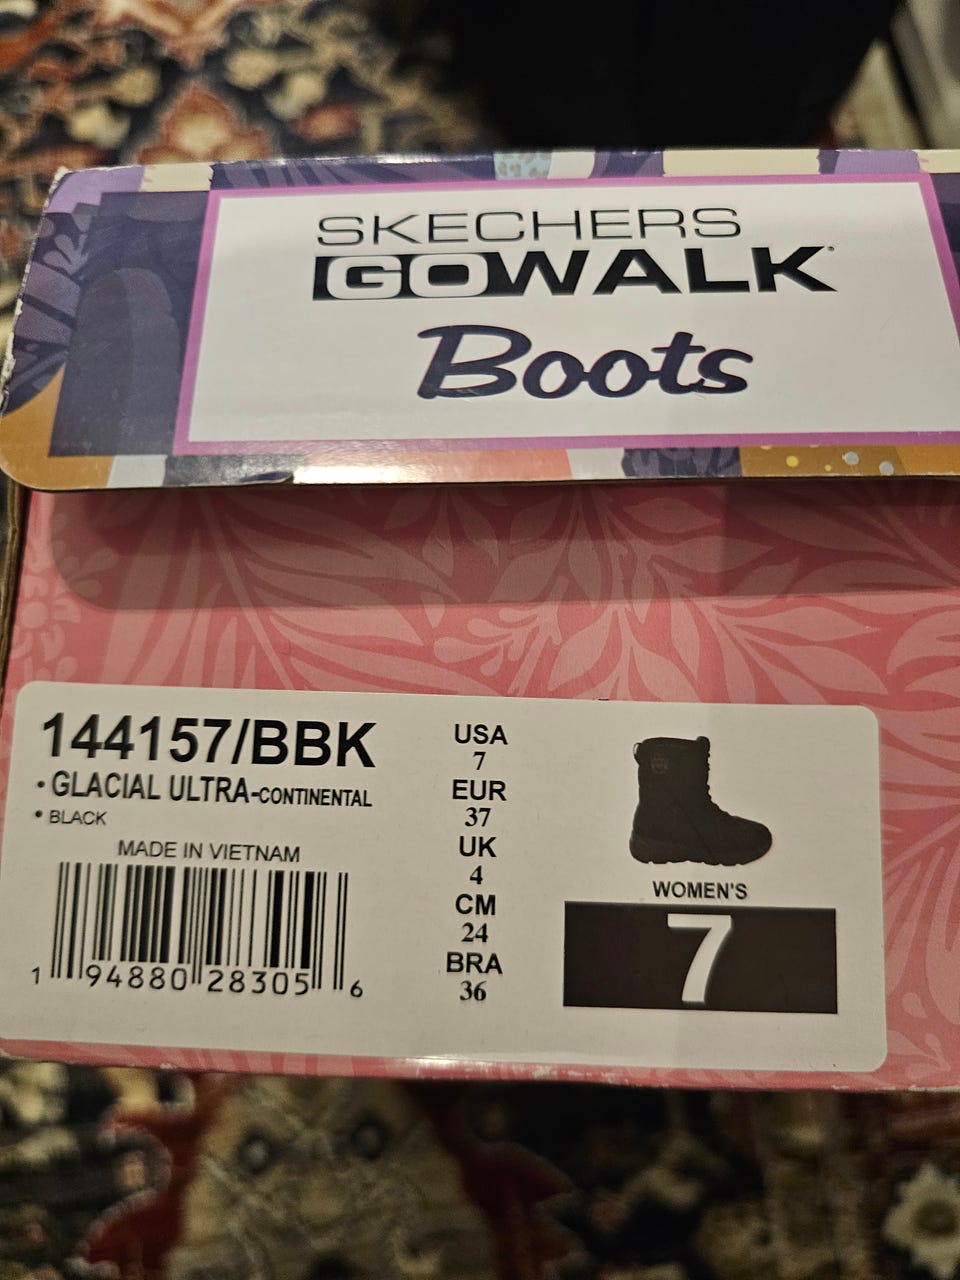 SKECHERS
GOWALK
Boots
144157/BBK
• GLACIAL ULTRA-CONTINENTAL
• BLACK
MADE IN VIETNAM
1 94880 28305 6
USA
7
EUR
37
UK
4
CM
24
BRA
36
WOMEN'S
7